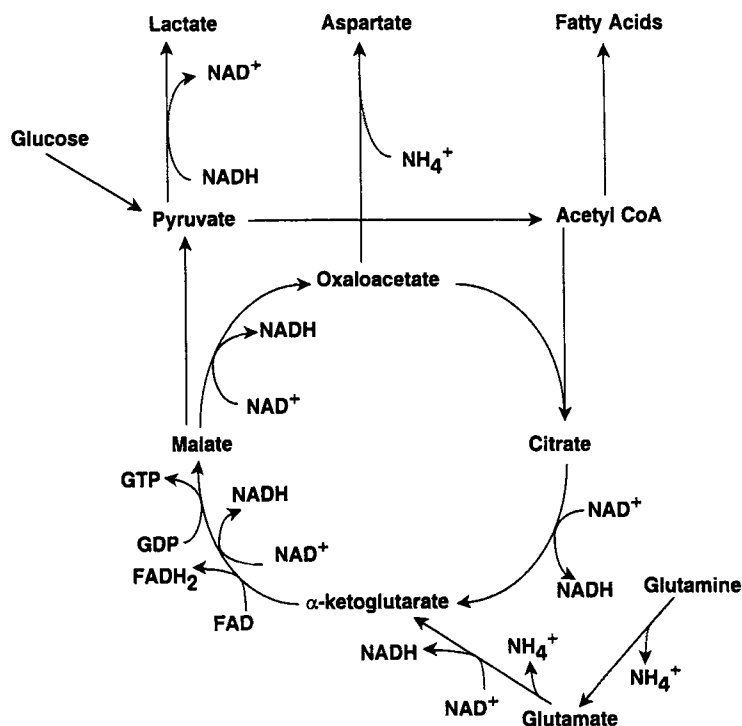 Lactate
Aspartate
Fatty Acids
NAD⁺
Glucose
NH₄⁺
NADH
Pyruvate
Acetyl CoA
Oxaloacetate
NADH
NAD⁺
Malate
Citrate
GTP
NADH
NAD⁺
GDP
NAD⁺
FADH₂
NADH
Glutamine
α-ketoglutarate
FAD
NH₄⁺
NADH
NH₄⁺
NAD⁺
Glutamate